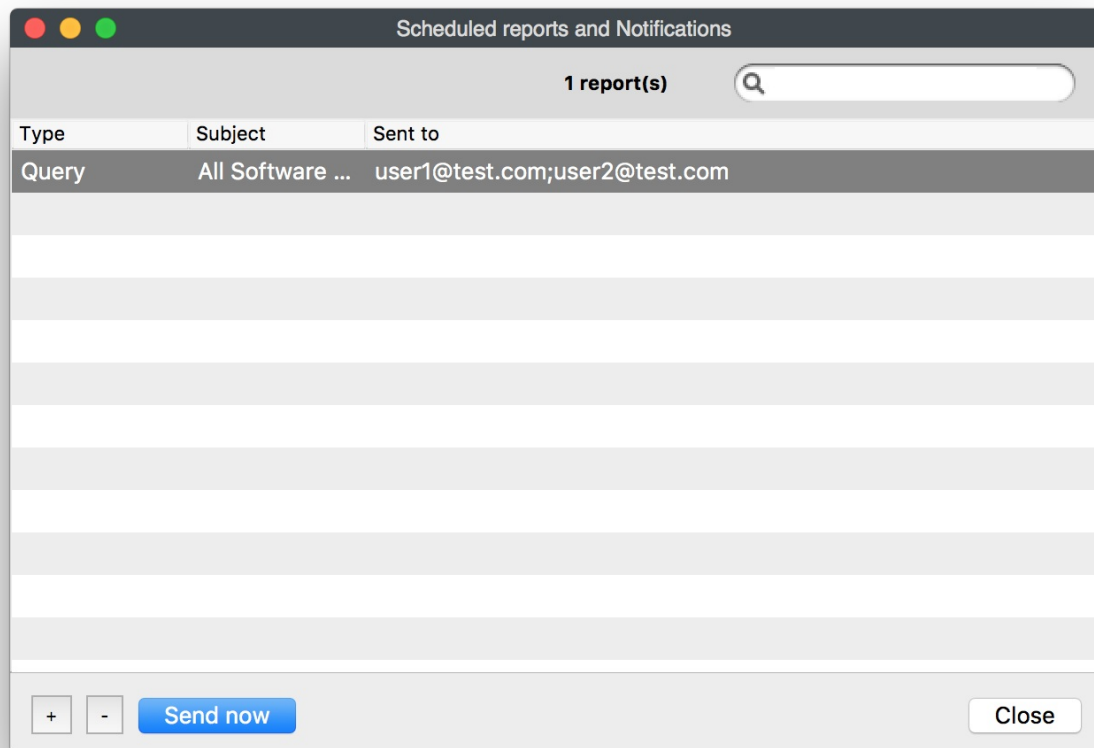 Scheduled reports and Notifications
1 report(s)
Type Subject Sent to
Query All Software ... user1@test.com;user2@test.com
+ - Send now Close